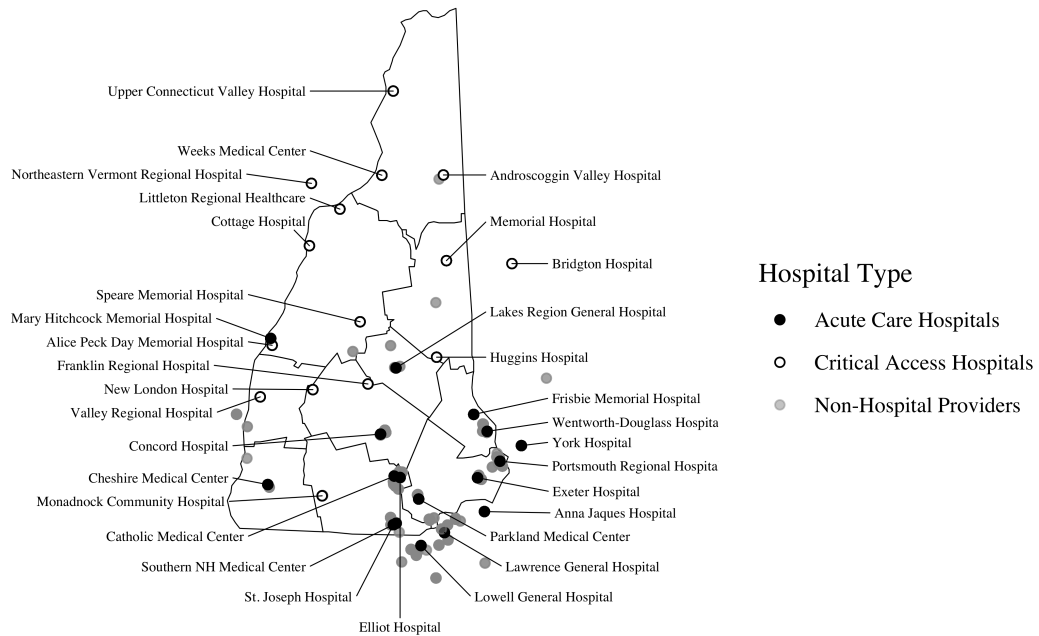 Upper Connecticut Valley Hospital
Weeks Medical Center
Northeastern Vermont Regional Hospital
Androscoggin Valley Hospital
Littleton Regional Healthcare
Cottage Hospital
Memorial Hospital
Bridgton Hospital
Hospital Type
Speare Memorial Hospital
Lakes Region General Hospital
Mary Hitchcock Memorial Hospital
Acute Care Hospitals
Alice Peck Day Memorial Hospital
Huggins Hospital
Critical Access Hospitals
Franklin Regional Hospital
New London Hospital
Frisbie Memorial Hospital
Non-Hospital Providers
Valley Regional Hospital
Wentworth-Douglass Hospita
Concord Hospital
York Hospital
Portsmouth Regional Hospita
Cheshire Medical Center
Exeter Hospital
Monadnock Community Hospital
Anna Jaques Hospital
Catholic Medical Center
Parkland Medical Center
Southern NH Medical Center
Lawrence General Hospital
St. Joseph Hospital
Lowell General Hospital
Elliot Hospital